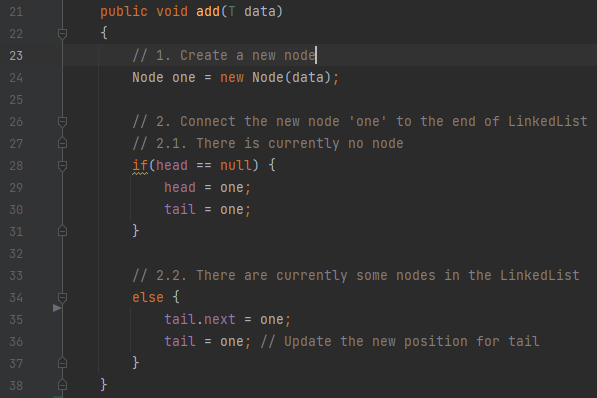 21 public void add(T data)
22 {
23 // 1. Create a new node
24 Node one = new Node(data);
25
26 // 2. Connect the new node 'one' to the end of LinkedList
27 // 2.1. There is currently no node
28 if(head == null) {
29 head = one;
30 tail = one;
31 }
32
33 // 2.2. There are currently some nodes in the LinkedList
34 else {
35 tail.next = one;
36 tail = one; // Update the new position for tail
37 }
38 }